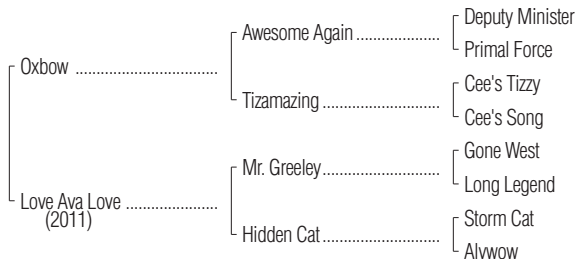 Deputy Minister
Awesome Again ...................
Primal Force
Oxbow ................................
Cee's Tizzy
Tizamazing ..........................
Cee's Song
Gone West
Mr. Greeley..........................
Long Legend
Love Ava Love .....................
(2011)
Storm Cat
Hidden Cat...........................
Alywow